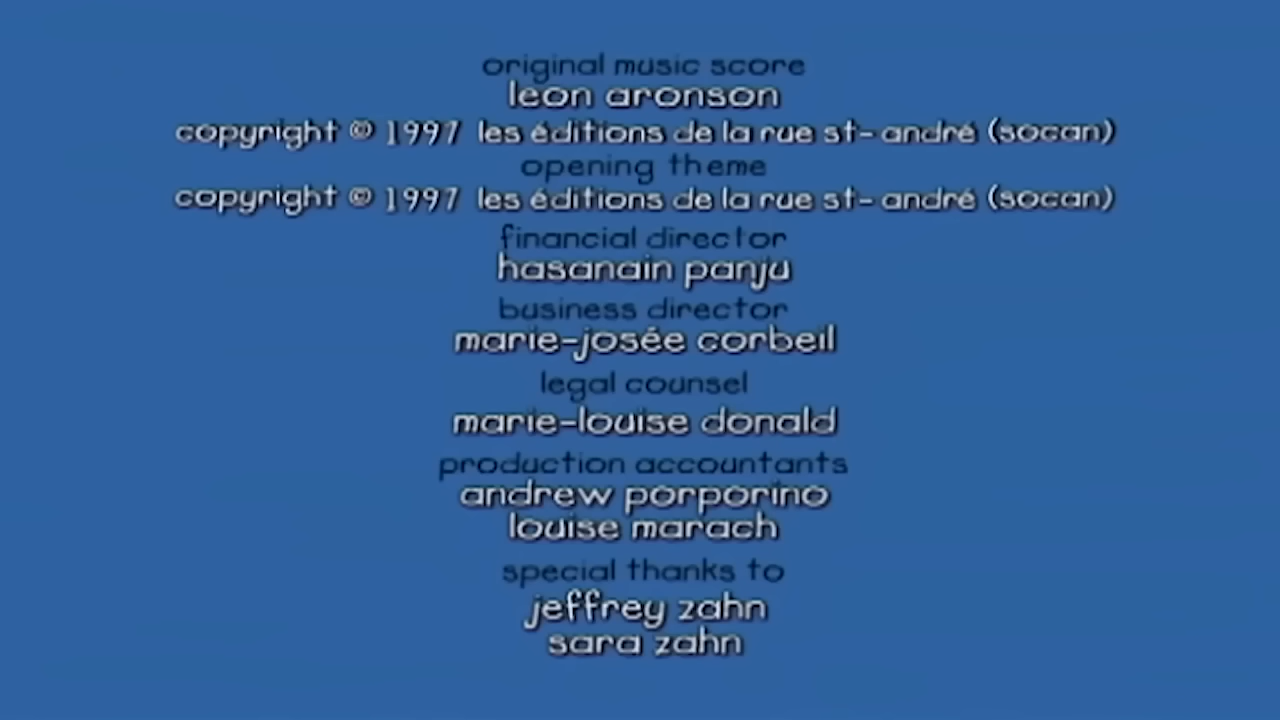 original music score
leon aronson
copyright © 1997 les éditions de la rue st-andré (socan)
opening theme
copyright © 1997 les éditions de la rue st-andré (socan)
financial director
hasanain panju
business director
marie-josée corbeil
legal counsel
marie-louise donald
production accountants
andrew porporino
louise marach
special thanks to
jeffrey zahn
sara zahn